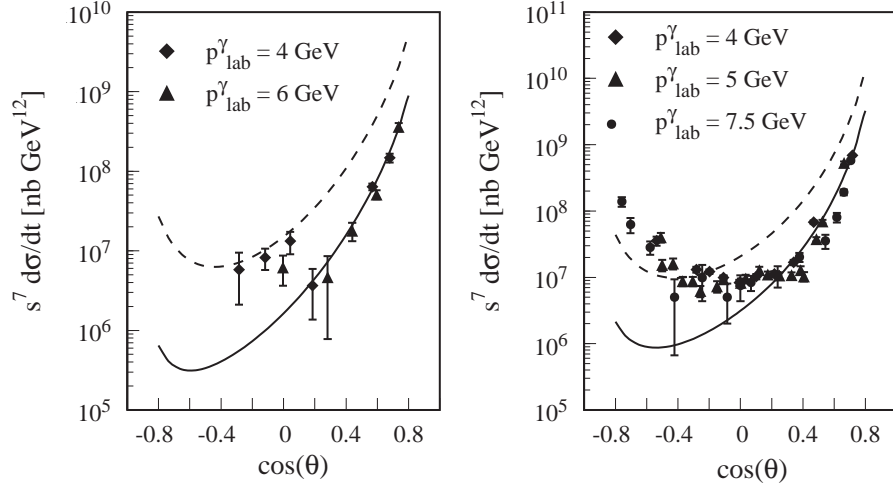 10^10
10^9
10^8
10^7
10^6
10^5
s^7 dσ/dt [nb GeV^12]
p^γ_lab = 4 GeV
p^γ_lab = 6 GeV
-0.8 -0.4 0 0.4 0.8
cos(θ)
10^11
10^10
10^9
10^8
10^7
10^6
10^5
s^7 dσ/dt [nb GeV^12]
p^γ_lab = 4 GeV
p^γ_lab = 5 GeV
p^γ_lab = 7.5 GeV
-0.8 -0.4 0 0.4 0.8
cos(θ)